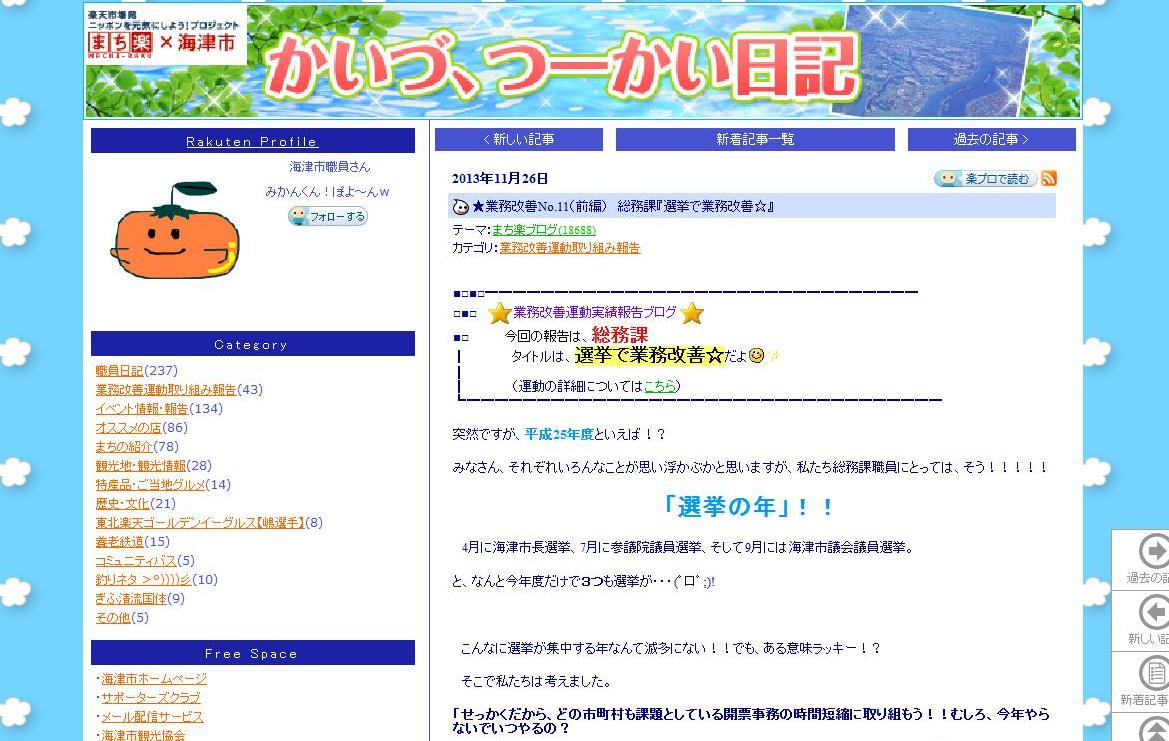 楽天市場発
ニッポンを元気にしよう!プロジェクト
まち楽×海津市
MACHI-RAKU
かいづ、つーかい日記
Rakuten Profile
海津市職員さん
みかんくん！ぽよ～んｗ
フォローする
Category
職員日記(237)
業務改善運動取り組み報告(43)
イベント情報・報告(134)
オススメの店(86)
まちの紹介(78)
観光地・観光情報(28)
特産品・ご当地グルメ(14)
歴史・文化(21)
東北楽天ゴールデンイーグルス【嶋選手】(8)
養老鉄道(15)
コミュニティバス(5)
釣りネタ >゜))))彡(10)
ぎふ清流国体(9)
その他(5)
Free Space
・海津市ホームページ
・サポーターズクラブ
・メール配信サービス
・海津市観光協会
< 新しい記事
新着記事一覧
過去の記事 >
2013年11月26日
楽プロで読む
★業務改善No.11（前編） 総務課『選挙で業務改善☆』
テーマ：まち楽ブログ(18688)
カテゴリ：業務改善運動取り組み報告
■□■□━━━━━━━━━━━━━━━━━━━━━━━━━━━━━━━
□■□ 業務改善運動実績報告ブログ
■□ 今回の報告は、総務課
┃ タイトルは、選挙で業務改善☆だよ
┃
┃ （運動の詳細についてはこちら）
┗━━━━━━━━━━━━━━━━━━━━━━━━━━━━━━━━━━
突然ですが、平成25年度といえば！？
みなさん、それぞれいろんなことが思い浮かぶかと思いますが、私たち総務課職員にとっては、そう！！！！！
「選挙の年」！！
4月に海津市長選挙、7月に参議院議員選挙、そして9月には海津市議会議員選挙。
と、なんと今年度だけで3つも選挙が・・・(ﾟロﾟ;)!
こんなに選挙が集中する年なんて滅多にない！！でも、ある意味ラッキー！？
そこで私たちは考えました。
「せっかくだから、どの市町村も課題としている開票事務の時間短縮に取り組もう！！むしろ、今年やら
ないでいつやるの？
過去の記
新しい記
新着記事